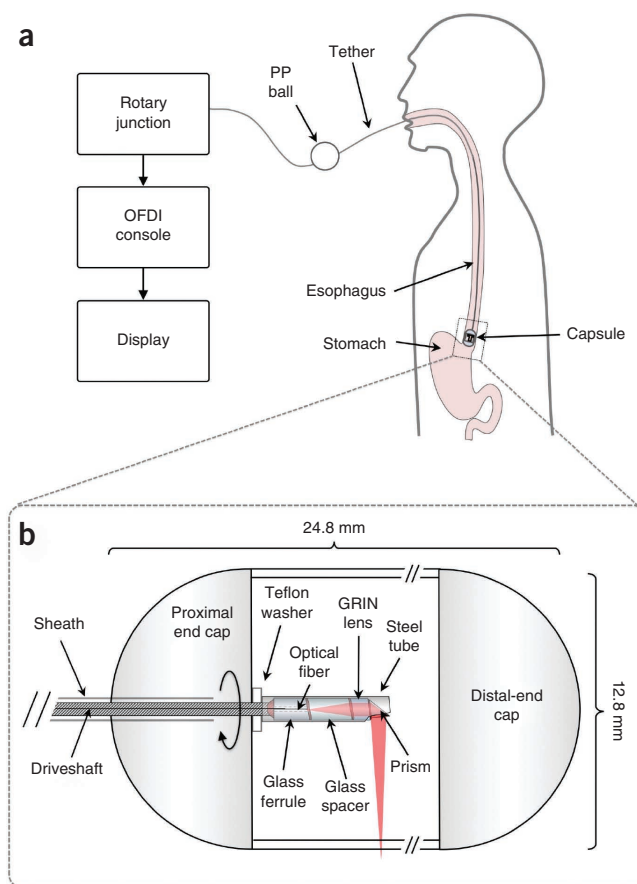 a
Tether
PP
ball
Rotary
junction
OFDI
console
Display
Esophagus
Stomach
Capsule
b
24.8 mm
Teflon
washer
GRIN
lens
Steel
tube
Proximal
end cap
Sheath
Optical
fiber
Distal-end
cap
12.8 mm
Driveshaft
Glass
ferrule
Glass
spacer
Prism